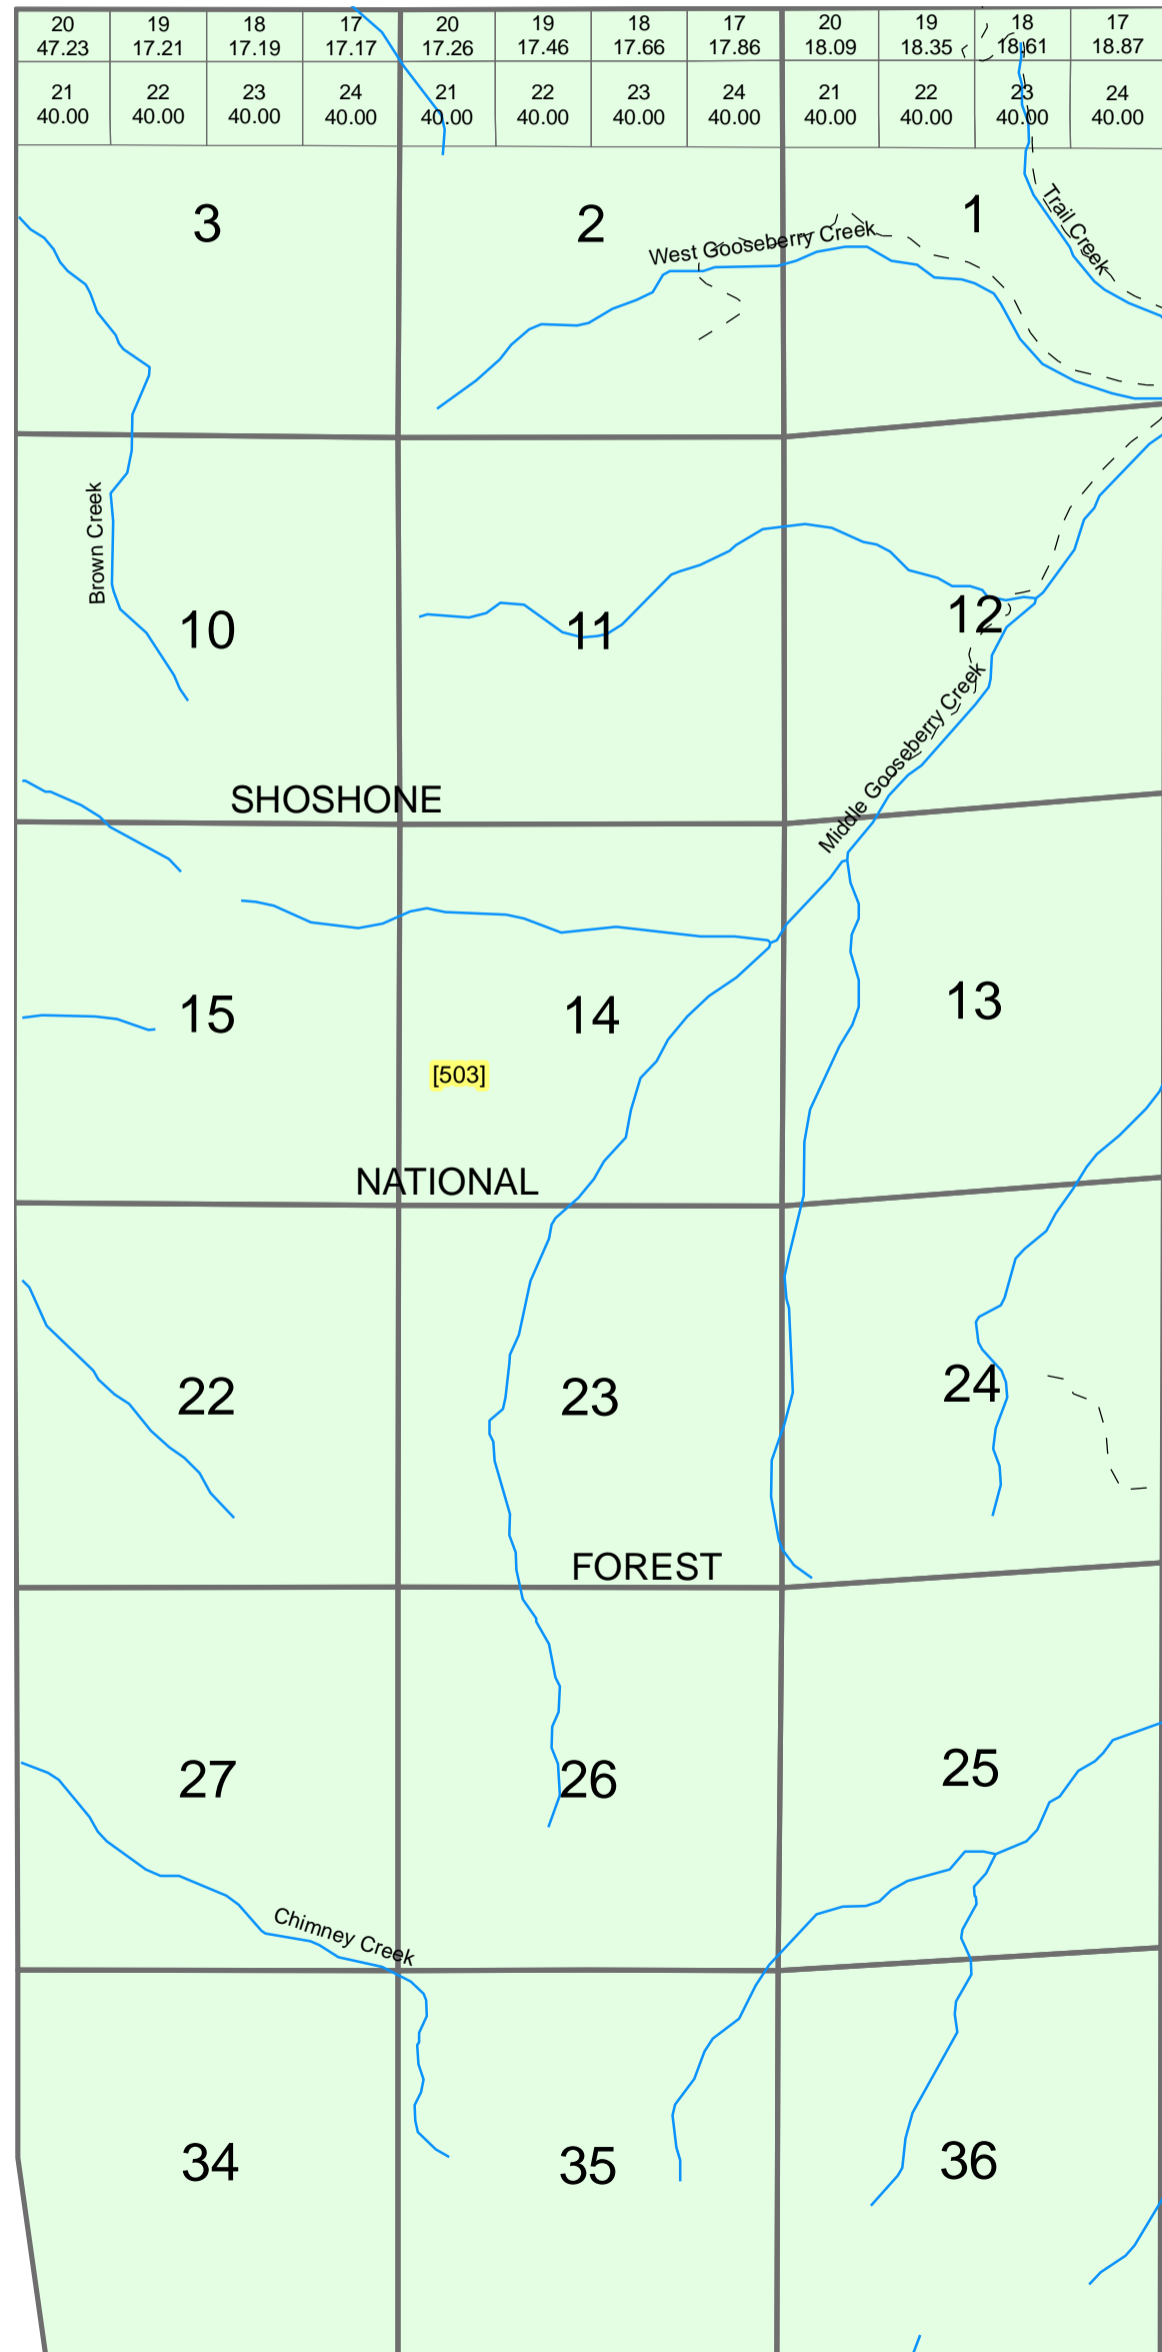 20 19 18 17 20 19 18 17 20 19 18 17
47.23 17.21 17.19 17.17 17.26 17.46 17.66 17.86 18.09 18.35 18.61 18.87
21 22 23 24 21 22 23 24 21 22 23 24
40.00 40.00 40.00 40.00 40.00 40.00 40.00 40.00 40.00 40.00 40.00 40.00
3 2 1
Trail Creek
West Gooseberry Creek
Brown Creek
10 11 12
Middle Gooseberry Creek
SHOSHONE
15 14 13
[503]
NATIONAL
22 23 24
FOREST
27 26 25
Chimney Creek
34 35 36